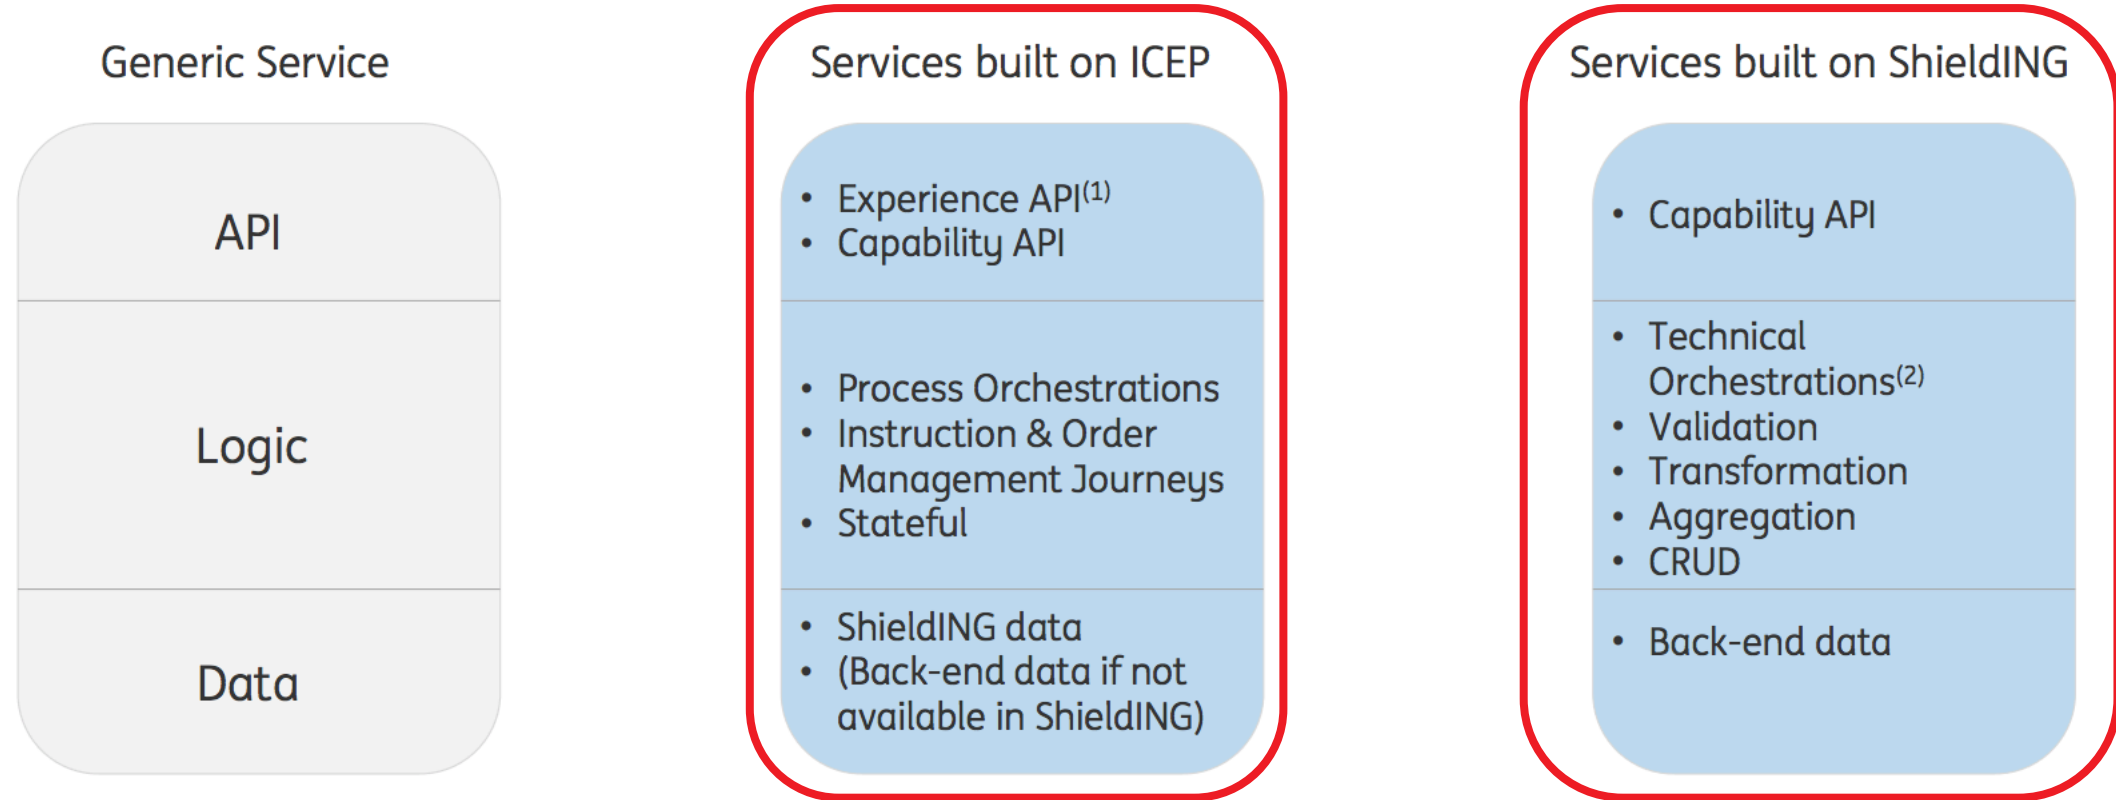 Generic Service
API
Logic
Data
Services built on ICEP
• Experience API(1)
• Capability API
• Process Orchestrations
• Instruction & Order
Management Journeys
• Stateful
• ShieldING data
• (Back-end data if not
available in ShieldING)
Services built on ShieldING
• Capability API
• Technical
Orchestrations(2)
• Validation
• Transformation
• Aggregation
• CRUD
• Back-end data